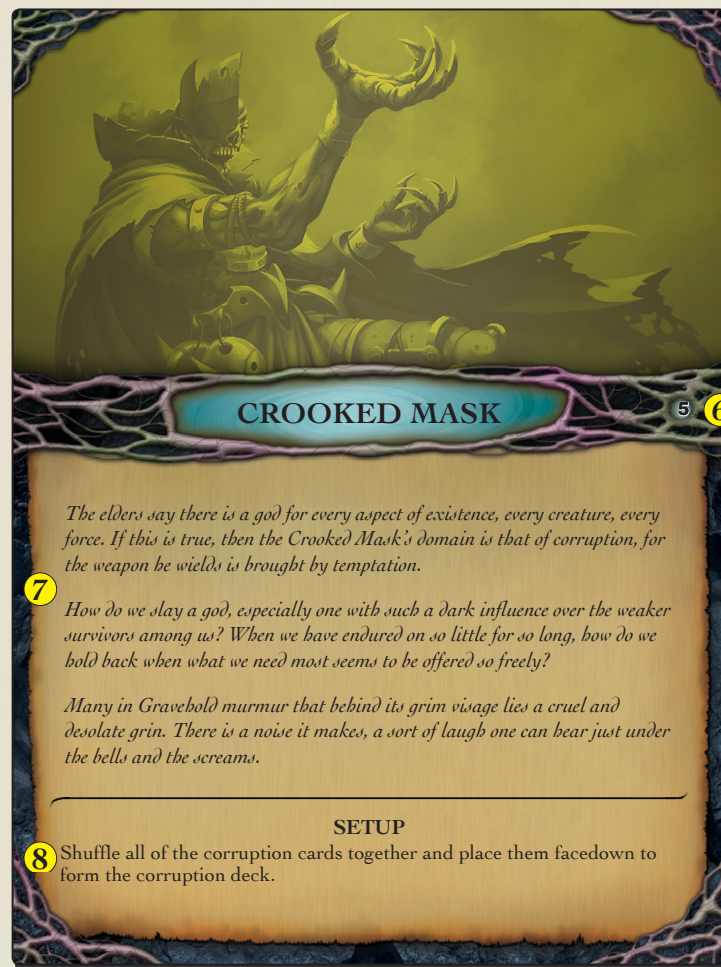 CROOKED MASK
5
6
The elders say there is a god for every aspect of existence, every creature, every
force. If this is true, then the Crooked Mask's domain is that of corruption, for
the weapon he wields is brought by temptation.
7
How do we slay a god, especially one with such a dark influence over the weaker
survivors among us? When we have endured on so little for so long, how do we
hold back when what we need most seems to be offered so freely?
Many in Gravehold murmur that behind its grim visage lies a cruel and
desolate grin. There is a noise it makes, a sort of laugh one can hear just under
the bells and the screams.
SETUP
8
Shuffle all of the corruption cards together and place them facedown to
form the corruption deck.